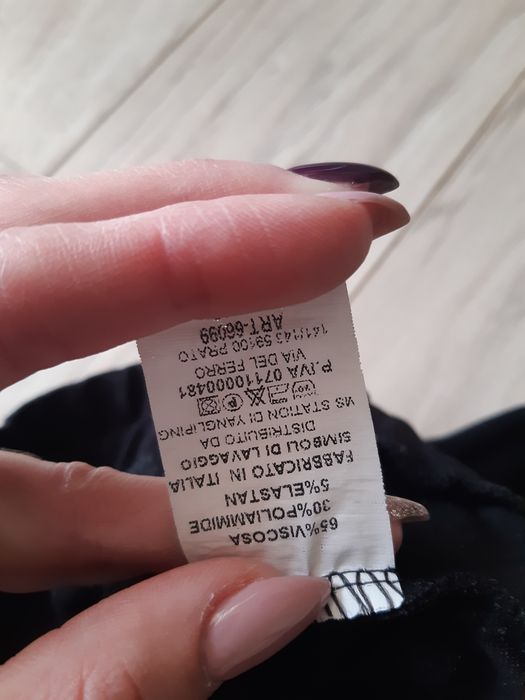 65%VISCOSA
30%POLIAMMIDE
5%ELASTAN
FABBRICATO IN ITALIA
SIMBOLI DI LAVAGGIO
DISTRIBUITO DA
MS STATION DI YANGLIPING
P.IVA 07110000481
VIA DEL FERRO
141/143 59100 PRATO
ART-66099